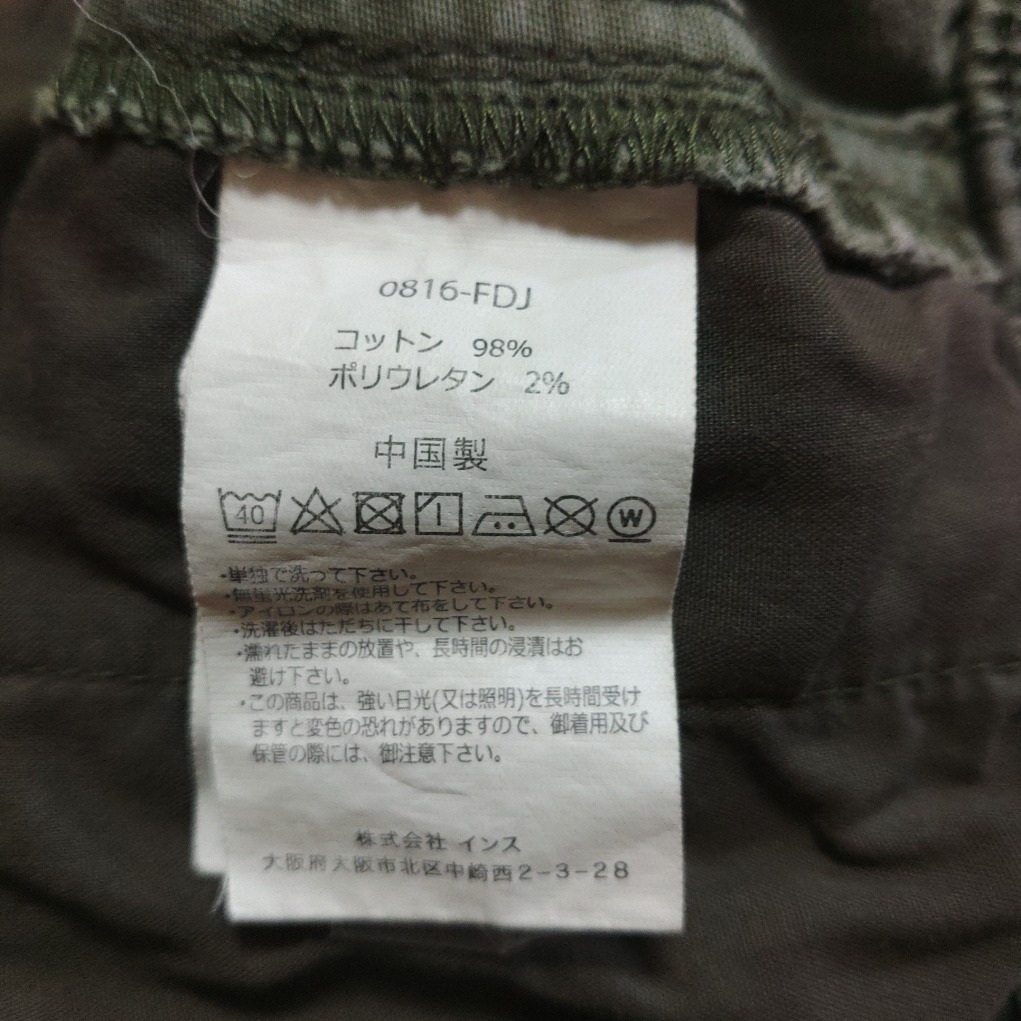 o816-FDJ
コットン 98%
ポリウレタン 2%
中国製
40
W
・単独で洗って下さい。
・無蛍光洗剤を使用して下さい。
・アイロンの際はあて布をして下さい。
・洗濯後はただちに干して下さい。
・濡れたままの放置や、長時間の浸漬はお
避け下さい。
・この商品は、強い日光(又は照明)を長時間受け
ますと変色の恐れがありますので、御着用及び
保管の際には、御注意下さい。
株式会社 インス
大阪府大阪市北区中崎西2-3-28